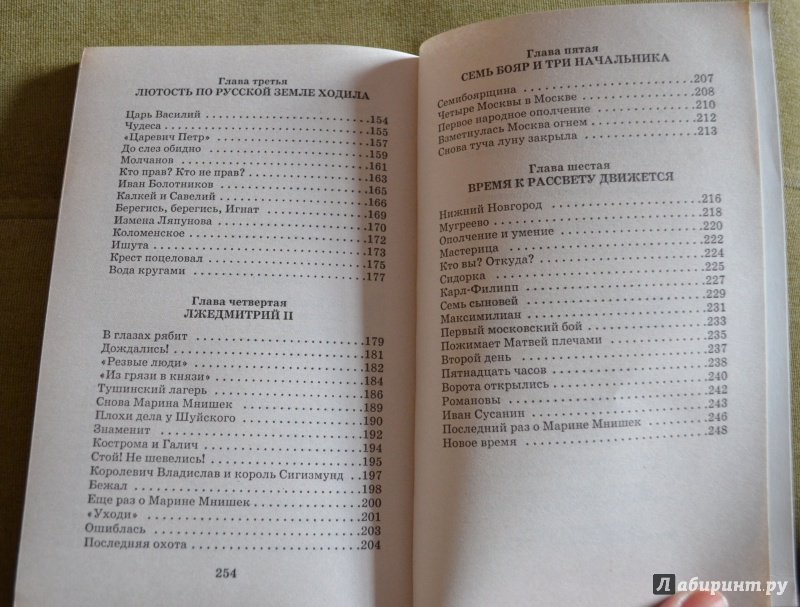 Глава третья
ЛЮТОСТЬ ПО РУССКОЙ ЗЕМЛЕ ХОДИЛА
Царь Василий 154
Чудеса 155
«Царевич Петр» 157
До слез обидно 159
Молчанов 161
Кто прав? Кто не прав? 163
Иван Болотников 165
Калкей и Савелий 166
Берегись, берегись, Игнат 169
Измена Ляпунова 170
Коломенское 172
Ишута 173
Крест поцеловал 175
Вода кругами 177
Глава четвертая
ЛЖЕДМИТРИЙ II
В глазах рябит 179
Дождались! 181
«Резвые люди» 182
«Из грязи в князи» 184
Тушинский лагерь 186
Снова Марина Мнишек 189
Плохи дела у Шуйского 190
Знаменит 192
Кострома и Галич 194
Стой! Не шевелись! 195
Королевич Владислав и король Сигизмунд 197
Бежал 198
Еще раз о Марине Мнишек 200
«Уходи» 201
Ошиблась 203
Последняя охота 204
254
Глава пятая
СЕМЬ БОЯР И ТРИ НАЧАЛЬНИКА
Семибоярщина 207
Четыре Москвы в Москве 208
Первое народное ополчение 210
Взметнулась Москва огнем 212
Снова туча луну закрыла 213
Глава шестая
ВРЕМЯ К РАССВЕТУ ДВИЖЕТСЯ
Нижний Новгород 216
Мугреево 218
Ополчение и умение 220
Мастерица 222
Кто вы? Откуда? 224
Сидорка 225
Карл-Филипп 227
Семь сыновей 229
Максимилиан 231
Первый московский бой 233
Пожимает Матвей плечами 235
Второй день 237
Пятнадцать часов 238
Ворота открылись 240
Романовы 242
Иван Сусанин 243
Последний раз о Марине Мнишек 246
Новое время 248
Лабиринт.ру